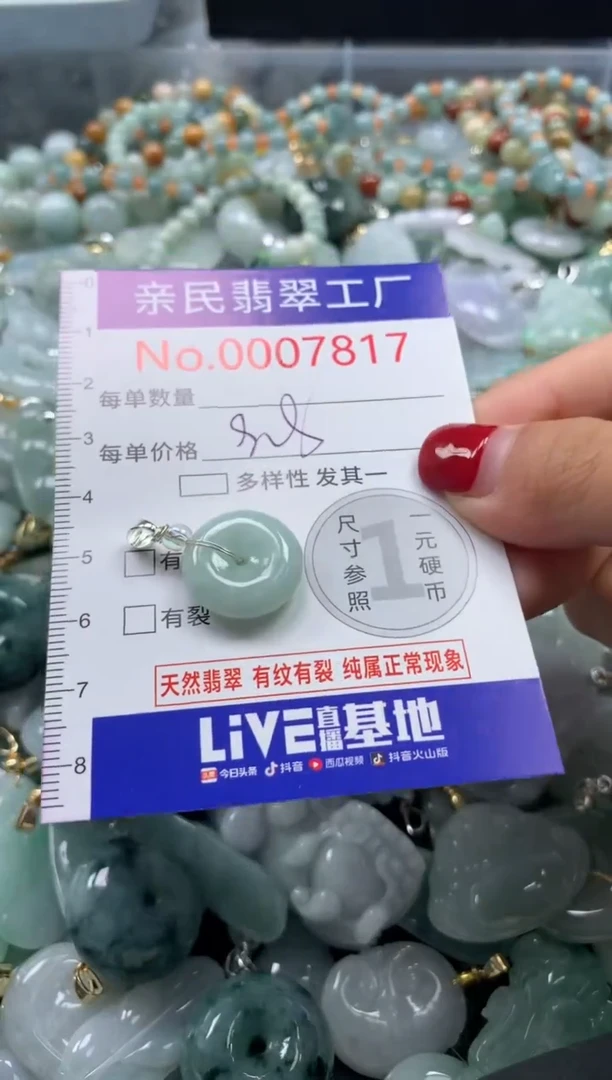 亲民翡翠工厂
No.0007817
每单数量
每单价格
多样性 发其一
有
有裂
尺寸参照
1
一元硬币
天然翡翠 有纹有裂 纯属正常现象
LiVE直播基地
头条 今日头条 抖音 西瓜视频 抖音火山版
0
1
2
3
4
5
6
7
8